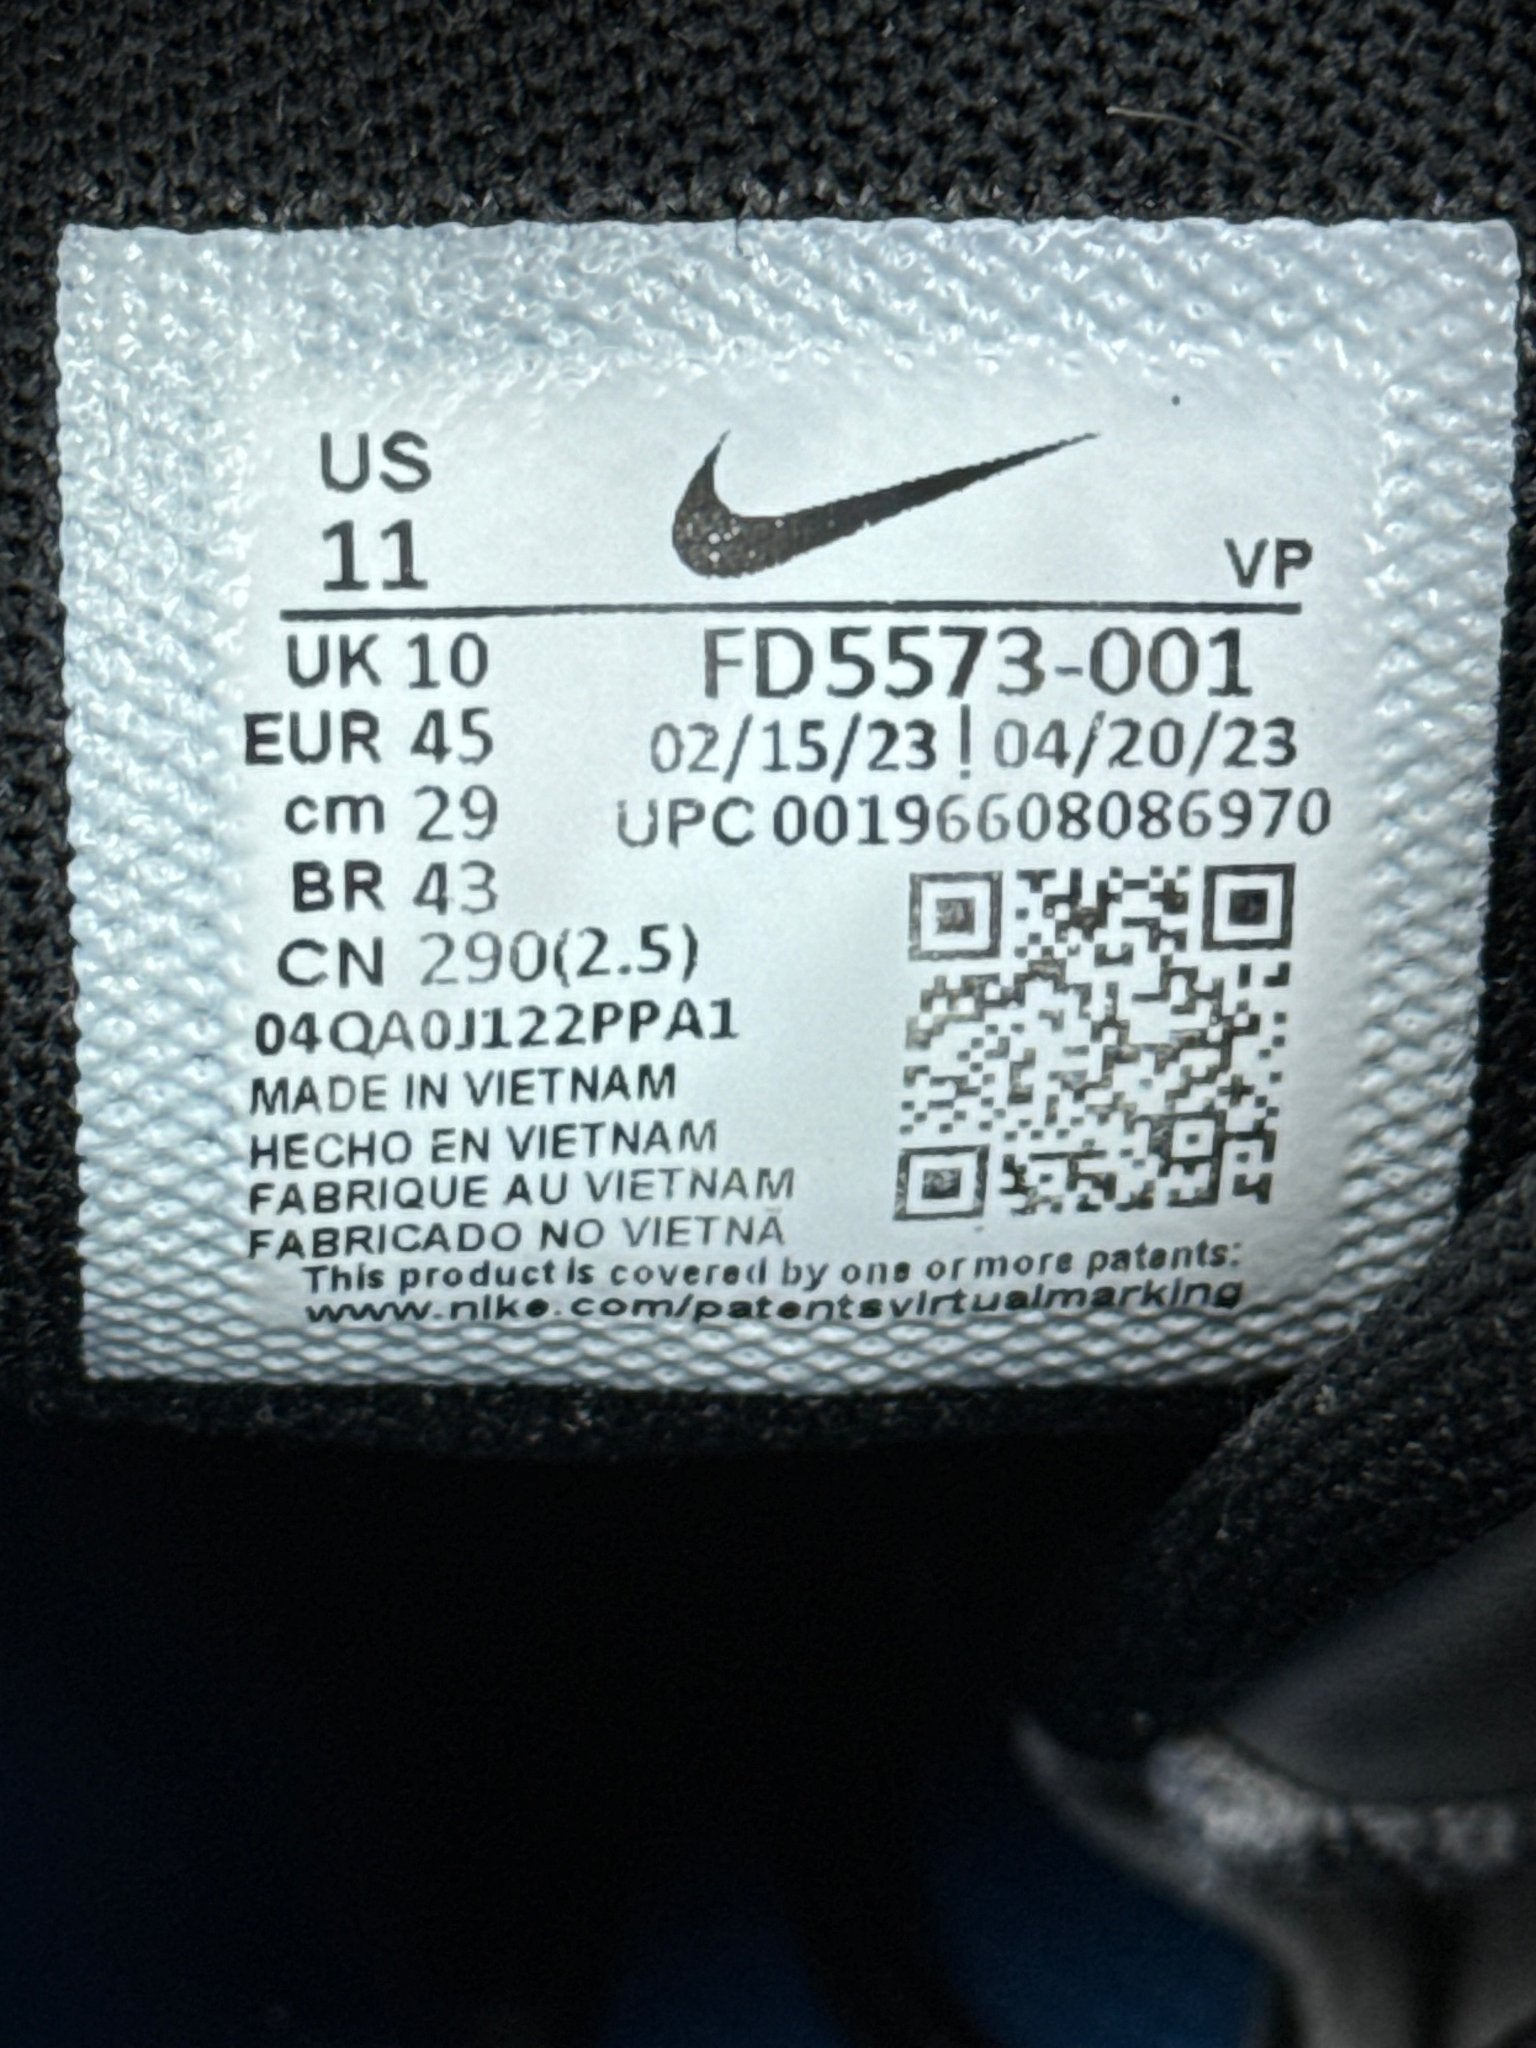 US
11
VP
UK 10
EUR 45
cm 29
BR 43
CN 290(2.5)
FD5573-001
02/15/23 | 04/20/23
UPC 00196608086970
04QA0J122PPA1
MADE IN VIETNAM
HECHO EN VIETNAM
FABRIQUE AU VIETNAM
FABRICADO NO VIETNÃ
This product is covered by one or more patents:
www.nike.com/patentsvirtualmarking